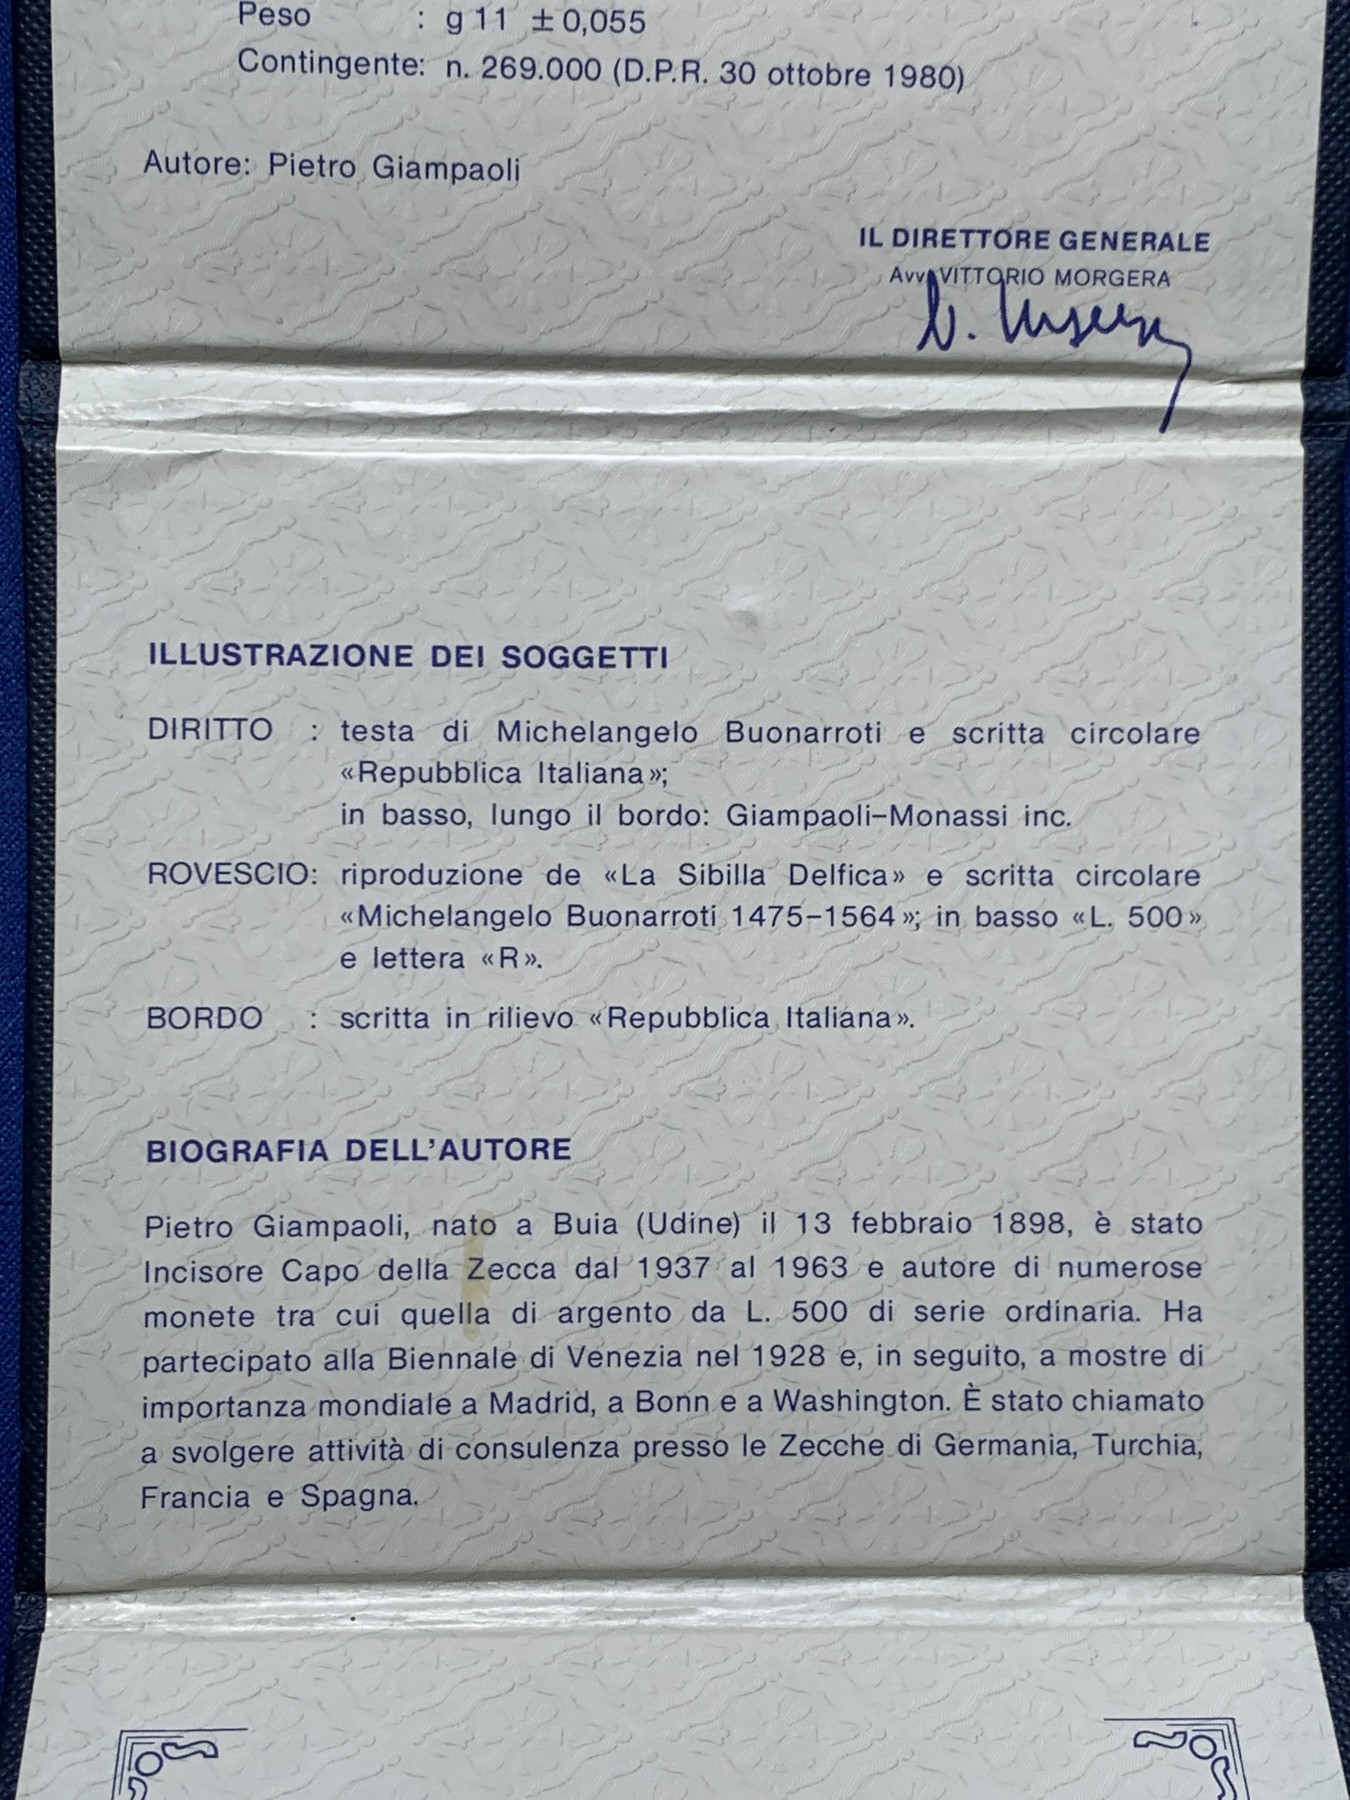 Peso : g 11 ± 0,055
Contingente: n. 269.000 (D.P.R. 30 ottobre 1980)
Autore: Pietro Giampaoli
IL DIRETTORE GENERALE
Avv. VITTORIO MORGERA
V. Morgera
ILLUSTRAZIONE DEI SOGGETTI
DIRITTO : testa di Michelangelo Buonarroti e scritta circolare
«Repubblica Italiana»;
in basso, lungo il bordo: Giampaoli–Monassi inc.
ROVESCIO: riproduzione de «La Sibilla Delfica» e scritta circolare
«Michelangelo Buonarroti 1475–1564»; in basso «L. 500»
e lettera «R».
BORDO : scritta in rilievo «Repubblica Italiana».
BIOGRAFIA DELL'AUTORE
Pietro Giampaoli, nato a Buia (Udine) il 13 febbraio 1898, è stato
Incisore Capo della Zecca dal 1937 al 1963 e autore di numerose
monete tra cui quella di argento da L. 500 di serie ordinaria. Ha
partecipato alla Biennale di Venezia nel 1928 e, in seguito, a mostre di
importanza mondiale a Madrid, a Bonn e a Washington. È stato chiamato
a svolgere attività di consulenza presso le Zecche di Germania, Turchia,
Francia e Spagna.